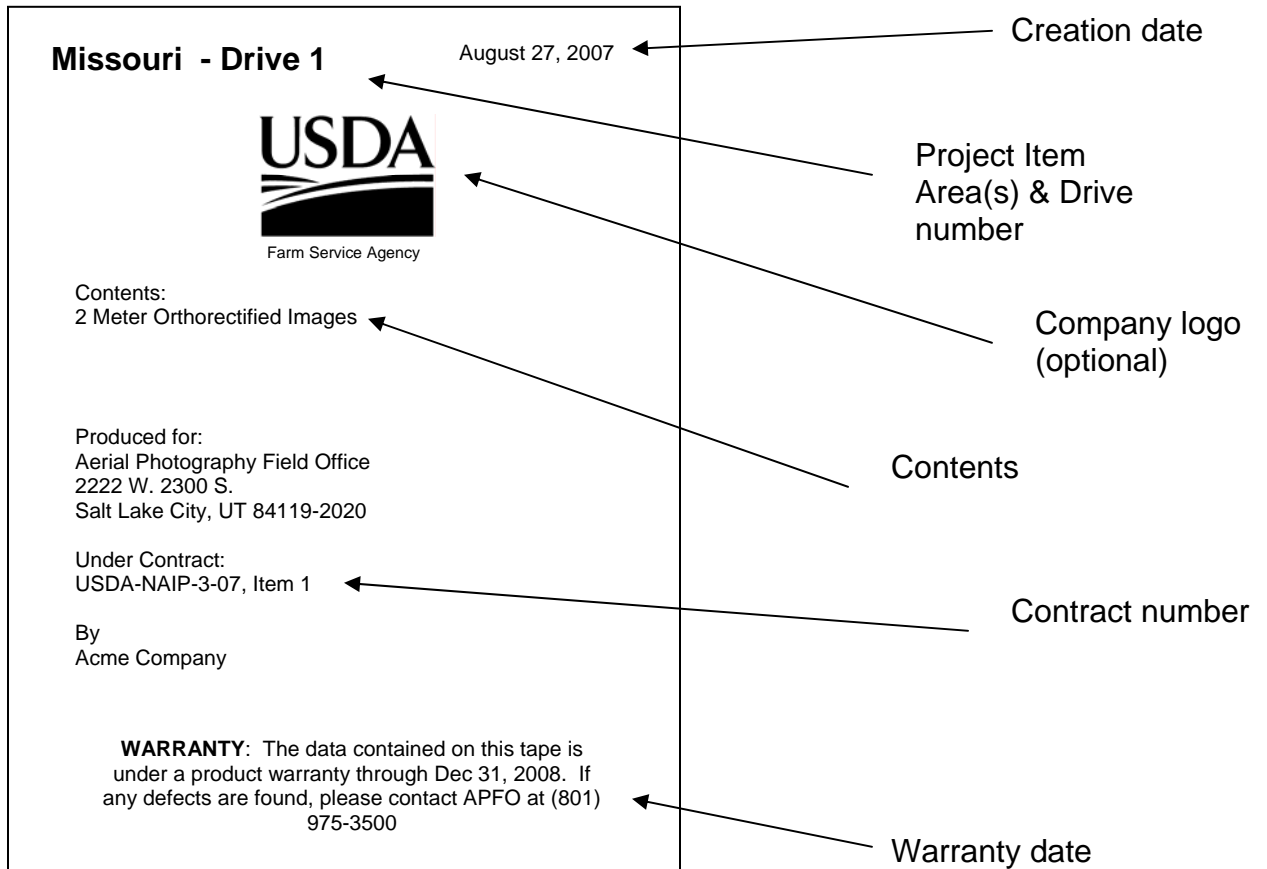 Missouri - Drive 1
August 27, 2007
USDA
Farm Service Agency
Contents:
2 Meter Orthorectified Images
Produced for:
Aerial Photography Field Office
2222 W. 2300 S.
Salt Lake City, UT 84119-2020
Under Contract:
USDA-NAIP-3-07, Item 1
By
Acme Company
WARRANTY: The data contained on this tape is
under a product warranty through Dec 31, 2008. If
any defects are found, please contact APFO at (801)
975-3500
Creation date
Project Item
Area(s) & Drive
number
Company logo
(optional)
Contents
Contract number
Warranty date